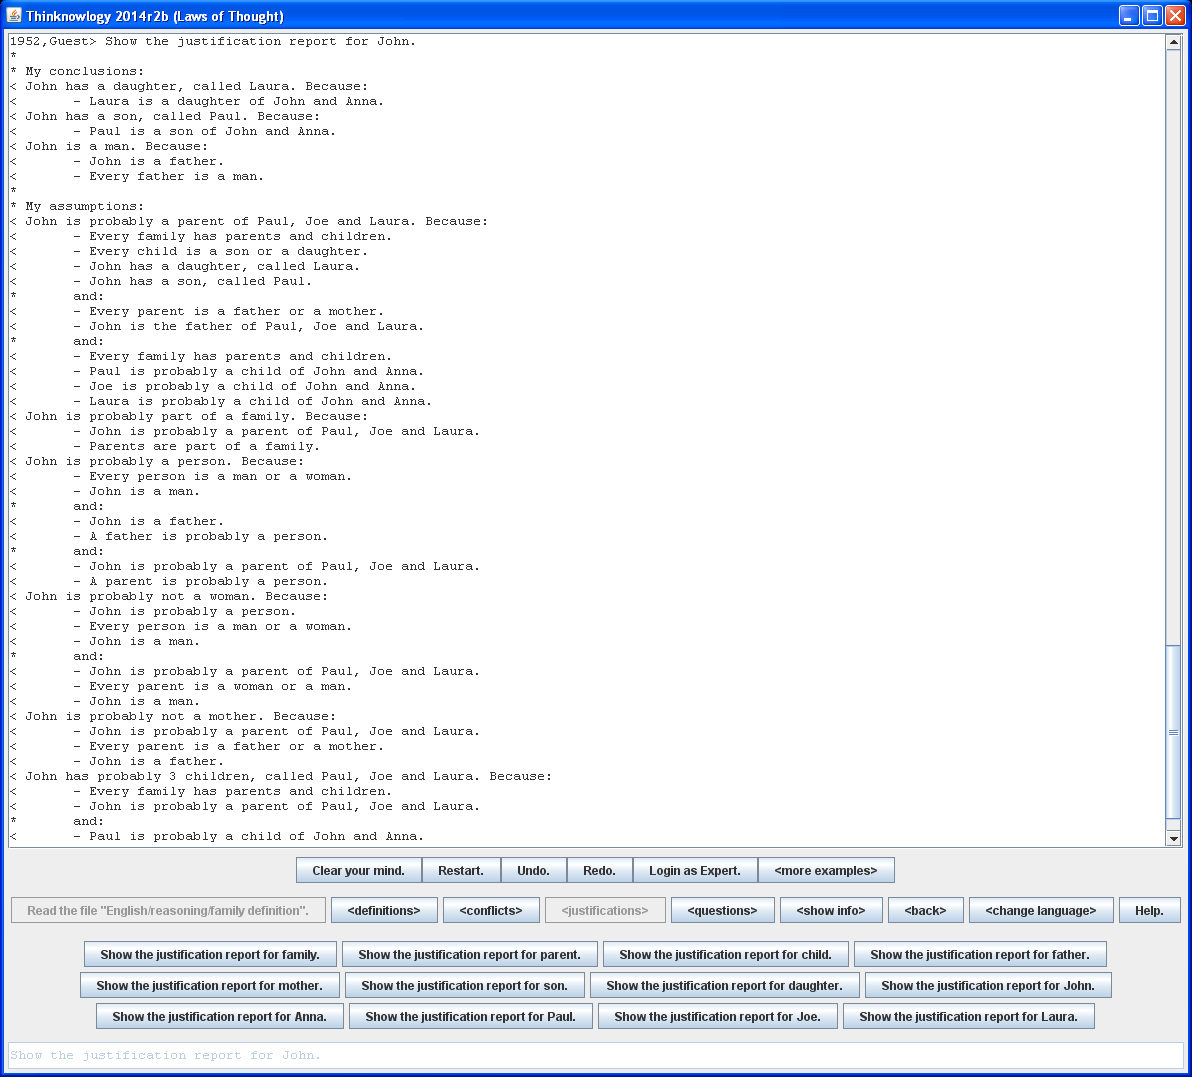 Thinknowlogy 2014r2b (Laws of Thought)
1952,Guest> Show the justification report for John.
*
* My conclusions:
< John has a daughter, called Laura. Because:
<       - Laura is a daughter of John and Anna.
< John has a son, called Paul. Because:
<       - Paul is a son of John and Anna.
< John is a man. Because:
<       - John is a father.
<       - Every father is a man.
*
* My assumptions:
< John is probably a parent of Paul, Joe and Laura. Because:
<       - Every family has parents and children.
<       - Every child is a son or a daughter.
<       - John has a daughter, called Laura.
<       - John has a son, called Paul.
*       and:
<       - Every parent is a father or a mother.
<       - John is the father of Paul, Joe and Laura.
*       and:
<       - Every family has parents and children.
<       - Paul is probably a child of John and Anna.
<       - Joe is probably a child of John and Anna.
<       - Laura is probably a child of John and Anna.
< John is probably part of a family. Because:
<       - John is probably a parent of Paul, Joe and Laura.
<       - Parents are part of a family.
< John is probably a person. Because:
<       - Every person is a man or a woman.
<       - John is a man.
*       and:
<       - John is a father.
<       - A father is probably a person.
*       and:
<       - John is probably a parent of Paul, Joe and Laura.
<       - A parent is probably a person.
< John is probably not a woman. Because:
<       - John is probably a person.
<       - Every person is a man or a woman.
<       - John is a man.
*       and:
<       - John is probably a parent of Paul, Joe and Laura.
<       - Every parent is a woman or a man.
<       - John is a man.
< John is probably not a mother. Because:
<       - John is probably a parent of Paul, Joe and Laura.
<       - Every parent is a father or a mother.
<       - John is a father.
< John has probably 3 children, called Paul, Joe and Laura. Because:
<       - Every family has parents and children.
<       - John is probably a parent of Paul, Joe and Laura.
*       and:
<       - Paul is probably a child of John and Anna.
Clear your mind. Restart. Undo. Redo. Login as Expert. <more examples>
Read the file "English/reasoning/family definition". <definitions> <conflicts> <justifications> <questions> <show info> <back> <change language> Help.
Show the justification report for family. Show the justification report for parent. Show the justification report for child. Show the justification report for father.
Show the justification report for mother. Show the justification report for son. Show the justification report for daughter. Show the justification report for John.
Show the justification report for Anna. Show the justification report for Paul. Show the justification report for Joe. Show the justification report for Laura.
Show the justification report for John.